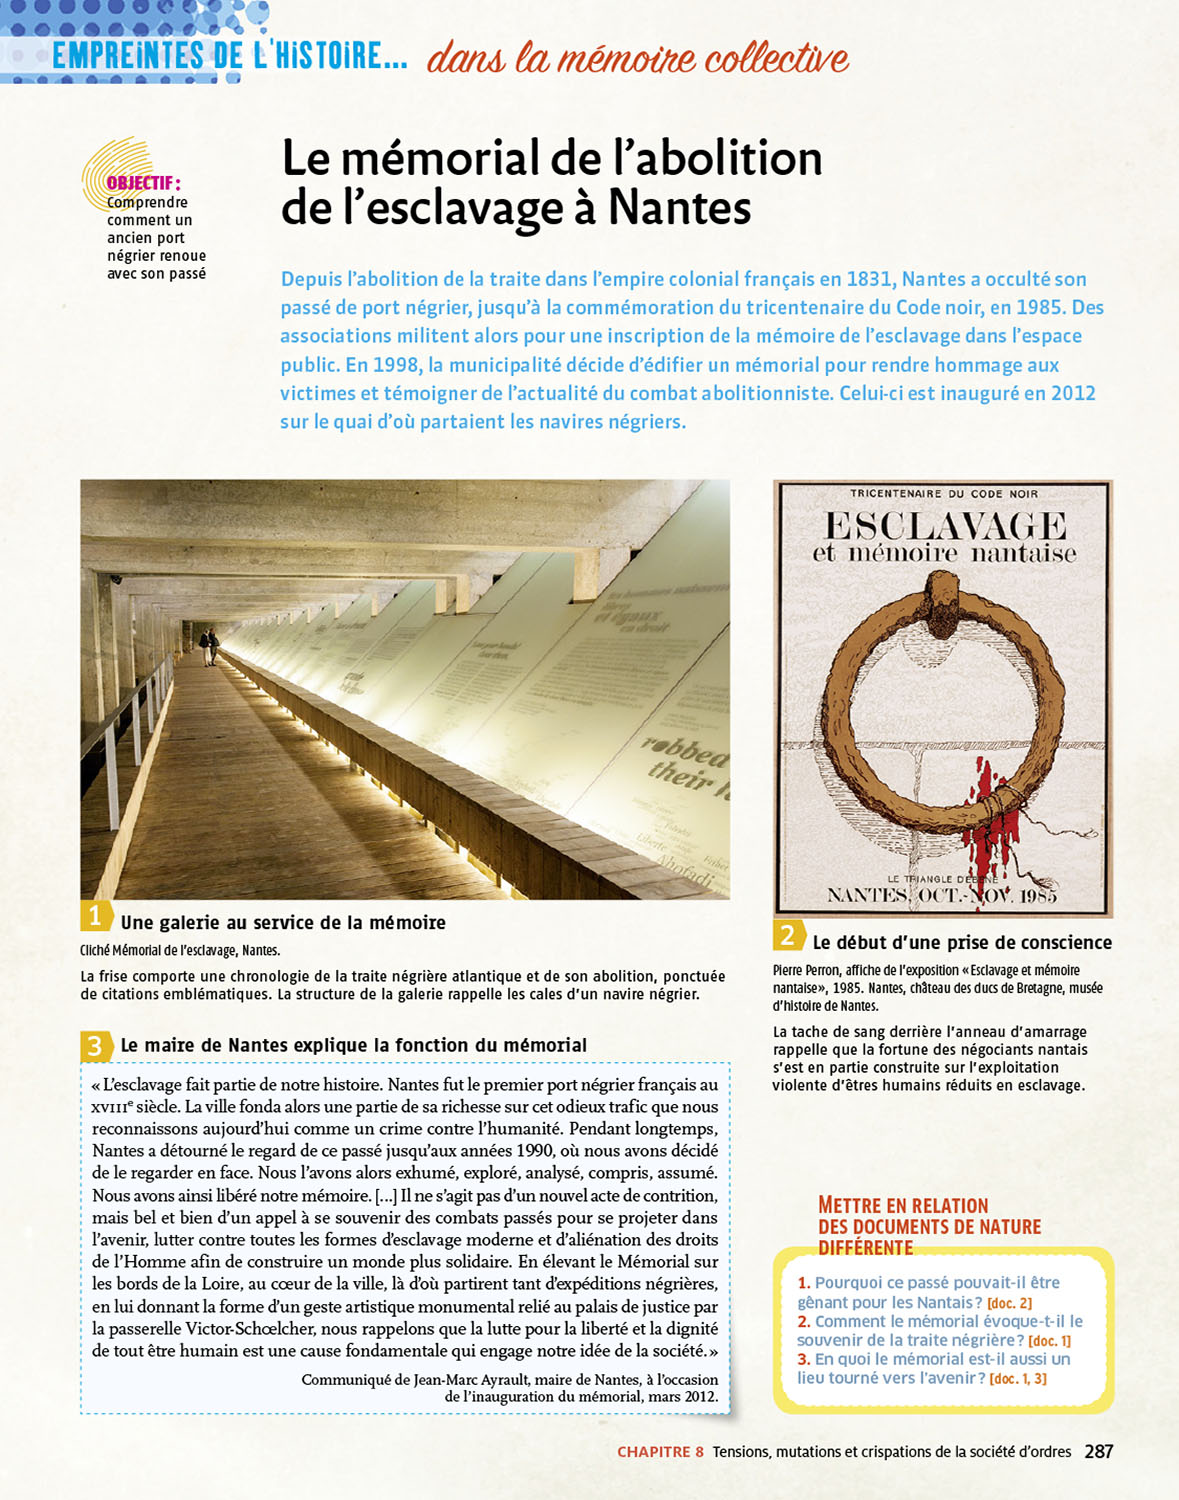 EMPREINTES DE L'HISTOIRE... dans la mémoire collective
OBJECTIF :
Comprendre
comment un
ancien port
négrier renoue
avec son passé
Le mémorial de l'abolition
de l'esclavage à Nantes
Depuis l'abolition de la traite dans l'empire colonial français en 1831, Nantes a occulté son
passé de port négrier, jusqu'à la commémoration du tricentenaire du Code noir, en 1985. Des
associations militent alors pour une inscription de la mémoire de l'esclavage dans l'espace
public. En 1998, la municipalité décide d'édifier un mémorial pour rendre hommage aux
victimes et témoigner de l'actualité du combat abolitionniste. Celui-ci est inauguré en 2012
sur le quai d'où partaient les navires négriers.
et égaux
en droit
robbed
their
Liberté
Abofadi
1 Une galerie au service de la mémoire
Cliché Mémorial de l'esclavage, Nantes.
La frise comporte une chronologie de la traite négrière atlantique et de son abolition, ponctuée
de citations emblématiques. La structure de la galerie rappelle les cales d'un navire négrier.
TRICENTENAIRE DU CODE NOIR
ESCLAVAGE
et mémoire nantaise
LE TRIANGLE D'EBENE
NANTES, OCT.-NOV. 1985
2 Le début d'une prise de conscience
Pierre Perron, affiche de l'exposition « Esclavage et mémoire
nantaise », 1985. Nantes, château des ducs de Bretagne, musée
d'histoire de Nantes.
La tache de sang derrière l'anneau d'amarrage
rappelle que la fortune des négociants nantais
s'est en partie construite sur l'exploitation
violente d'êtres humains réduits en esclavage.
3 Le maire de Nantes explique la fonction du mémorial
« L'esclavage fait partie de notre histoire. Nantes fut le premier port négrier français au
XVIIIe siècle. La ville fonda alors une partie de sa richesse sur cet odieux trafic que nous
reconnaissons aujourd'hui comme un crime contre l'humanité. Pendant longtemps,
Nantes a détourné le regard de ce passé jusqu'aux années 1990, où nous avons décidé
de le regarder en face. Nous l'avons alors exhumé, exploré, analysé, compris, assumé.
Nous avons ainsi libéré notre mémoire. [...] Il ne s'agit pas d'un nouvel acte de contrition,
mais bel et bien d'un appel à se souvenir des combats passés pour se projeter dans
l'avenir, lutter contre toutes les formes d'esclavage moderne et d'aliénation des droits
de l'Homme afin de construire un monde plus solidaire. En élevant le Mémorial sur
les bords de la Loire, au cœur de la ville, là d'où partirent tant d'expéditions négrières,
en lui donnant la forme d'un geste artistique monumental relié au palais de justice par
la passerelle Victor-Schœlcher, nous rappelons que la lutte pour la liberté et la dignité
de tout être humain est une cause fondamentale qui engage notre idée de la société. »
Communiqué de Jean-Marc Ayrault, maire de Nantes, à l'occasion
de l'inauguration du mémorial, mars 2012.
METTRE EN RELATION
DES DOCUMENTS DE NATURE
DIFFÉRENTE
1. Pourquoi ce passé pouvait-il être
gênant pour les Nantais ? [doc. 2]
2. Comment le mémorial évoque-t-il le
souvenir de la traite négrière ? [doc. 1]
3. En quoi le mémorial est-il aussi un
lieu tourné vers l'avenir ? [doc. 1, 3]
CHAPITRE 8 Tensions, mutations et crispations de la société d'ordres 287